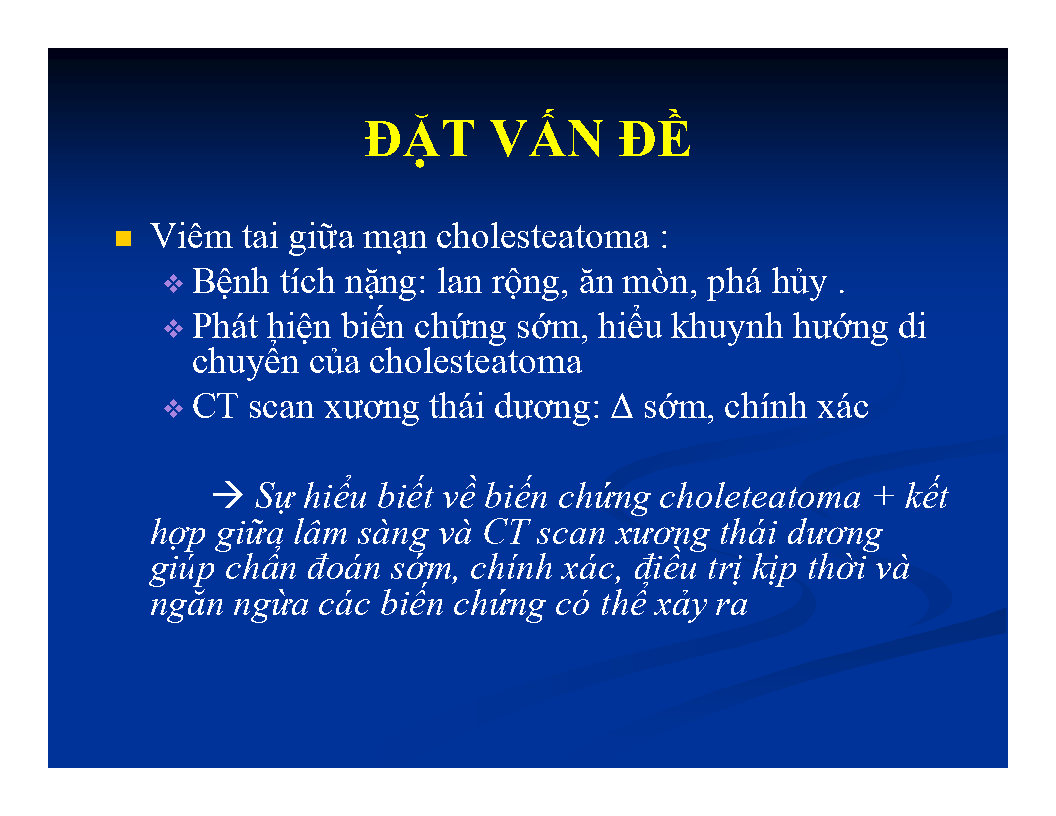 ĐẶT VẤN ĐỀ
Viêm tai giữa mạn cholesteatoma :
Bệnh tích nặng: lan rộng, ăn mòn, phá hủy .
Phát hiện biến chứng sớm, hiểu khuynh hướng di
chuyển của cholesteatoma
CT scan xương thái dương: Δ sớm, chính xác
→ Sự hiểu biết về biến chứng choleteatoma + kết
hợp giữa lâm sàng và CT scan xương thái dương
giúp chẩn đoán sớm, chính xác, điều trị kịp thời và
ngăn ngừa các biến chứng có thể xảy ra